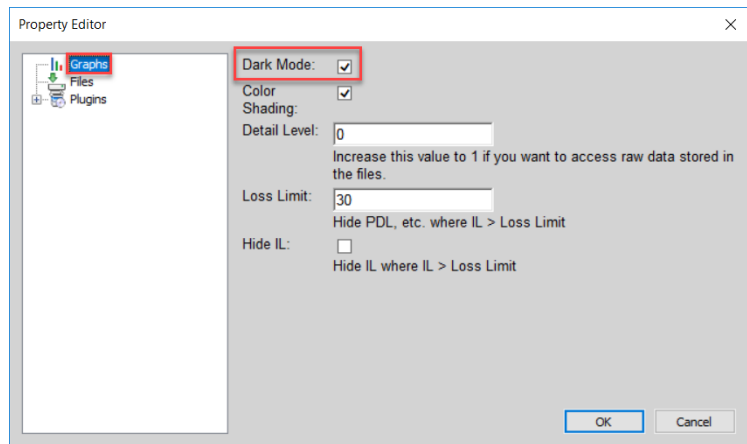 Property Editor
Graphs
Files
Plugins
Dark Mode:
Color
Shading:
Detail Level:
0
Increase this value to 1 if you want to access raw data stored in
the files.
Loss Limit:
30
Hide PDL, etc. where IL > Loss Limit
Hide IL:
Hide IL where IL > Loss Limit
OK
Cancel